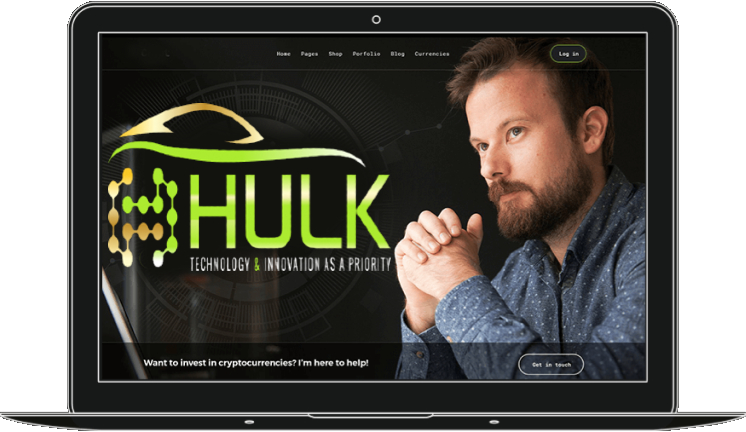 Home Pages Shop Porfolio Blog Currencies Log in
HULK
TECHNOLOGY & INNOVATION AS A PRIORITY
Want to invest in cryptocurrencies? I'm here to help! Get in touch